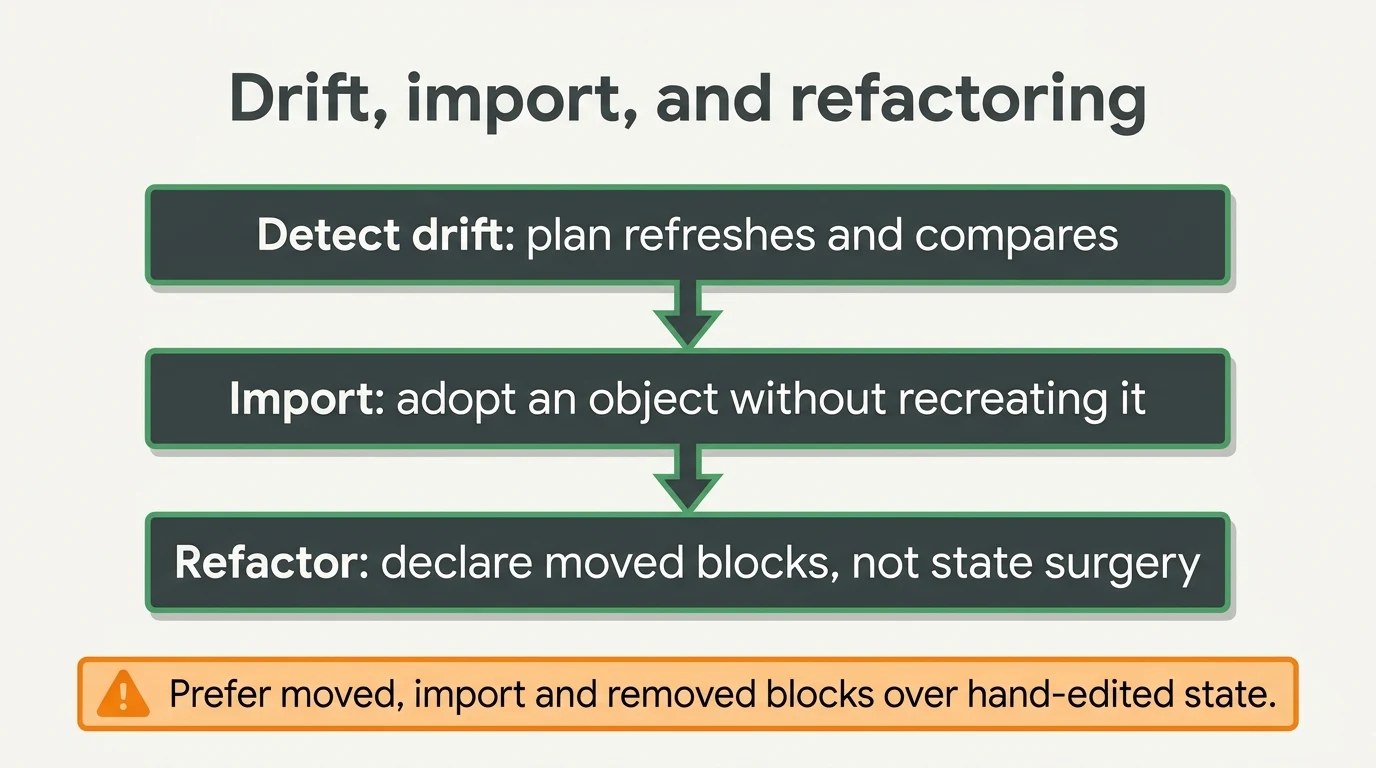 Drift, import, and refactoring
Detect drift: plan refreshes and compares
Import: adopt an object without recreating it
Refactor: declare moved blocks, not state surgery
Prefer moved, import and removed blocks over hand-edited state.